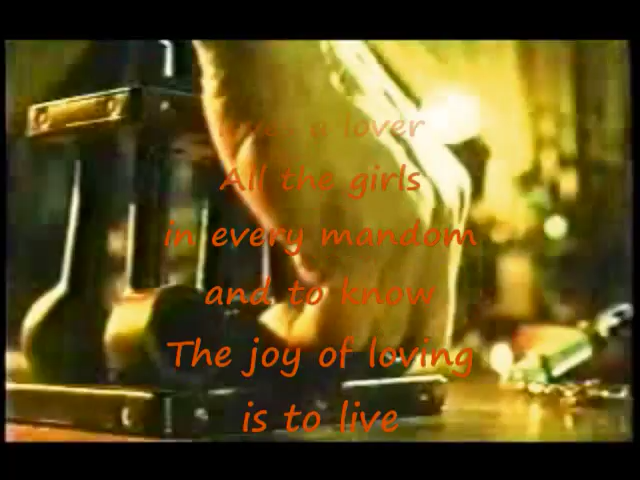 a lover
All the girls
in every mandom
and to know
The joy of loving
is to live